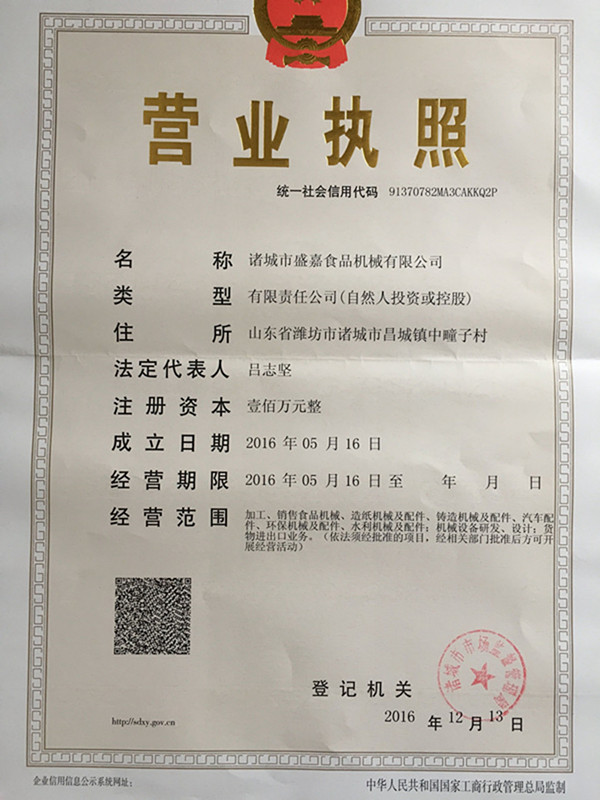 营业执照
统一社会信用代码 91370782MA3CAKKQ2P
名称 诸城市盛嘉食品机械有限公司
类型 有限责任公司(自然人投资或控股)
住所 山东省潍坊市诸城市昌城镇中疃子村
法定代表人 吕志坚
注册资本 壹佰万元整
成立日期 2016 年 05 月 16 日
经营期限 2016 年 05 月 16 日至 年 月 日
经营范围 加工、销售食品机械、造纸机械及配件、铸造机械及配件、汽车配
件、环保机械及配件、水利机械及配件；机械设备研发、设计；货
物进出口业务。（依法须经批准的项目，经相关部门批准后方可开
展经营活动）
诸城市市场监督管理局
登记机关
2016 年 12 月 13 日
http://sdxy.gov.cn
企业信用信息公示系统网址：
中华人民共和国国家工商行政管理总局监制